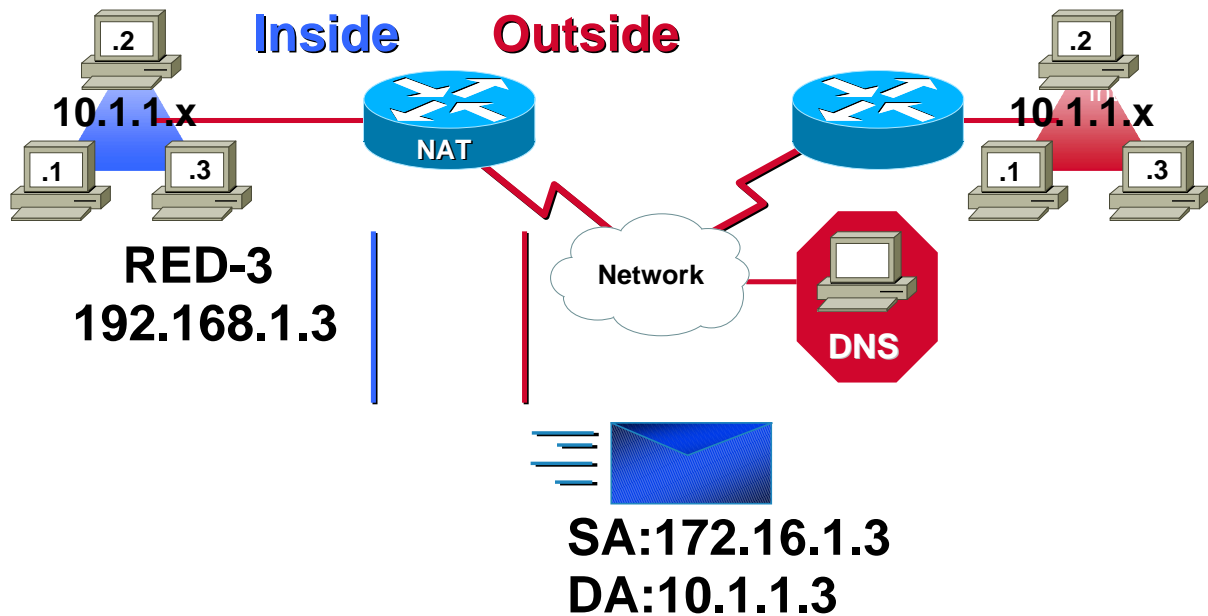 Inside Outside
.2
10.1.1.x
.1
.3
NAT
.2
10.1.1.x
.1
.3
RED-3
192.168.1.3
Network
DNS
SA:172.16.1.3
DA:10.1.1.3